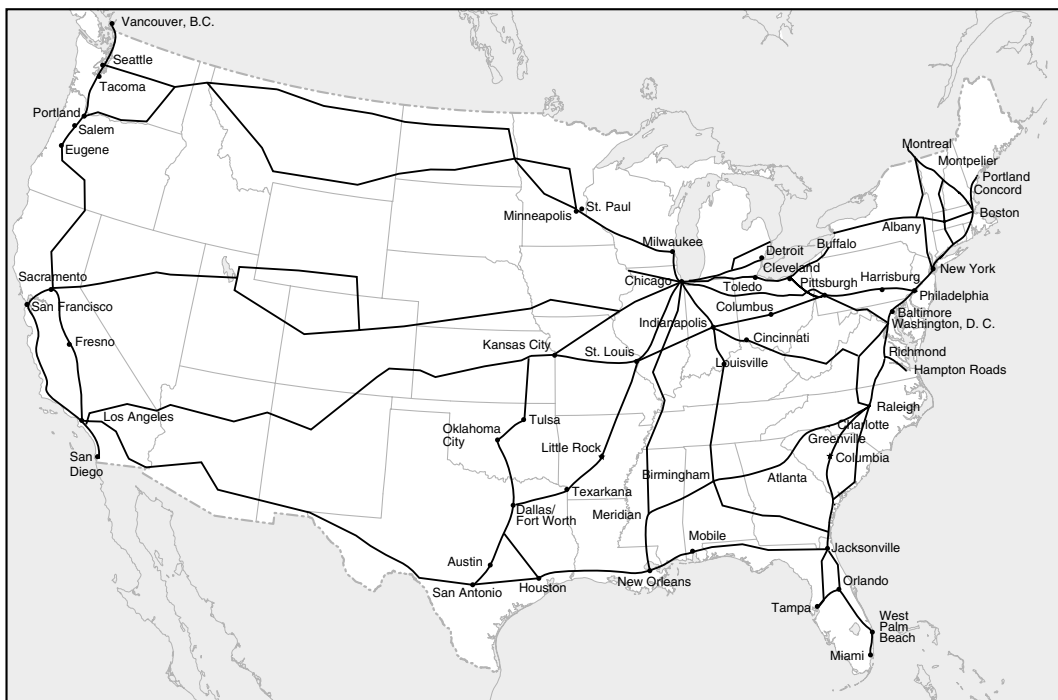 Vancouver, B.C.
Seattle
Tacoma
Portland
Salem
Eugene
Montreal
Montpelier
Portland
Concord
Boston
Albany
St. Paul
Minneapolis
Milwaukee
Detroit
Buffalo
Cleveland
Chicago
Toledo
Pittsburgh
Harrisburg
New York
Philadelphia
Sacramento
San Francisco
Columbus
Baltimore
Washington, D. C.
Indianapolis
Fresno
Kansas City
St. Louis
Cincinnati
Louisville
Richmond
Hampton Roads
Los Angeles
Tulsa
Raleigh
Charlotte
Oklahoma
City
Greenville
San
Diego
Little Rock
Columbia
Birmingham
Atlanta
Texarkana
Dallas/
Fort Worth
Meridian
Mobile
Jacksonville
Austin
New Orleans
Orlando
San Antonio
Houston
Tampa
West
Palm
Beach
Miami